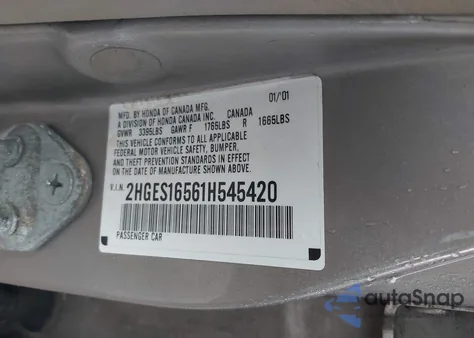 MFD. BY HONDA OF CANADA MFG. 01/'01
A DIVISION OF HONDA CANADA INC. CANADA
GVWR 3395LBS GAWR F 1765LBS R 1665LBS
THIS VEHICLE CONFORMS TO ALL APPLICABLE
FEDERAL MOTOR VEHICLE SAFETY, BUMPER,
AND THEFT PREVENTION STANDARDS IN EFFECT
ON THE DATE OF MANUFACTURE SHOWN ABOVE.
V.I.N. 2HGES16561H545420
PASSENGER CAR
autoSnap